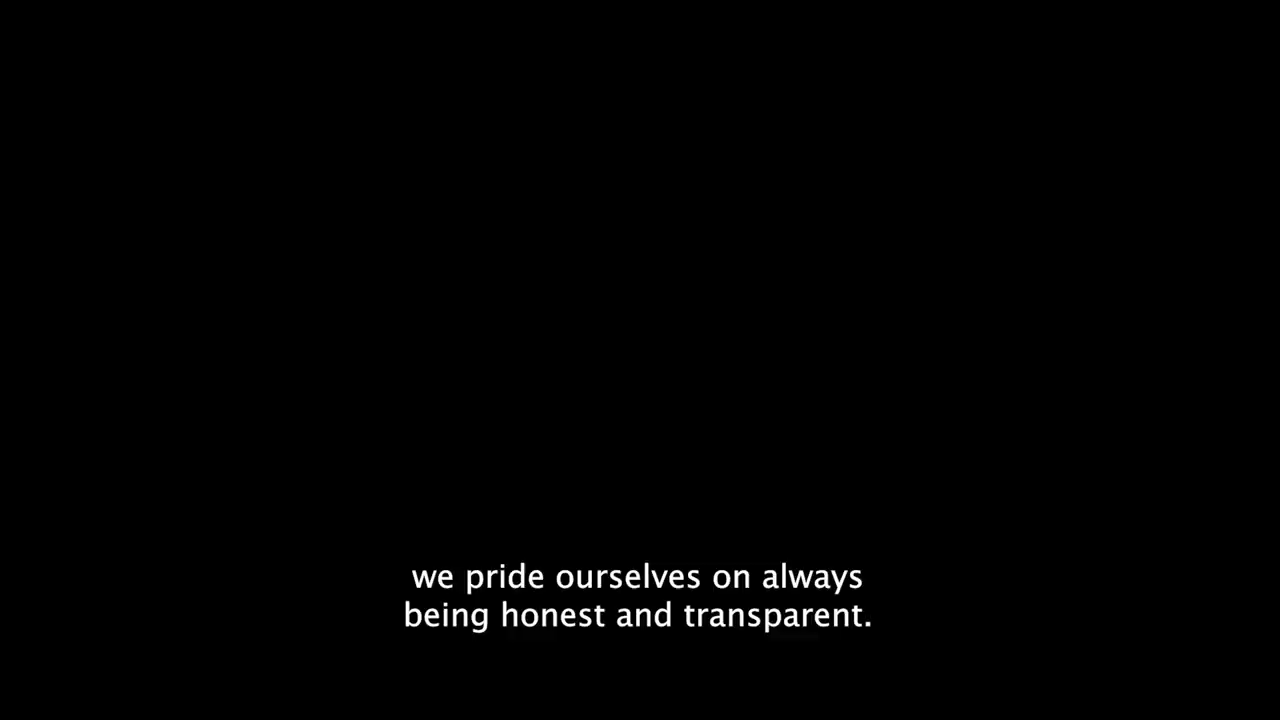 we pride ourselves on always
being honest and transparent.